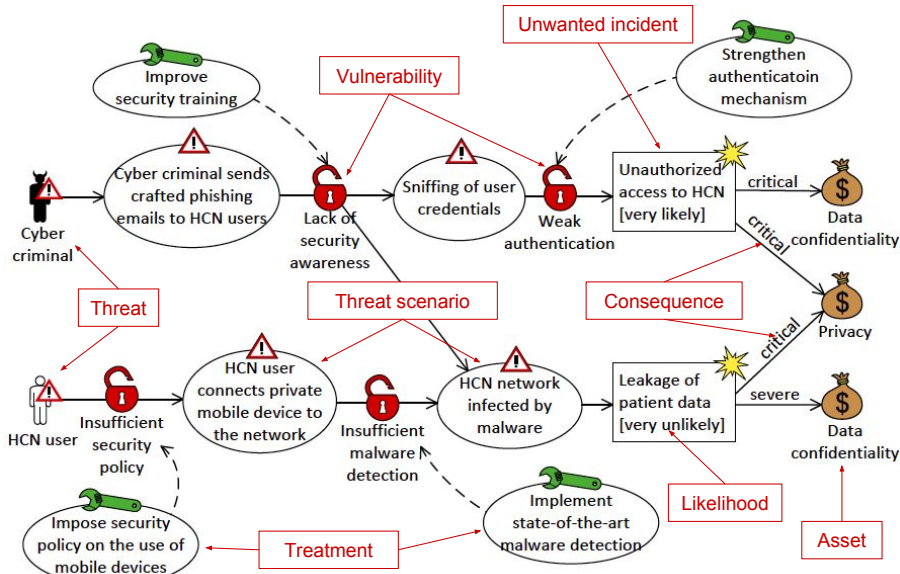 Unwanted incident
Improve
security training
Vulnerability
Strengthen
authenticatoin
mechanism
Cyber criminal sends
crafted phishing
emails to HCN users
Sniffing of user
credentials
Unauthorized
access to HCN
[very likely]
critical
Cyber
criminal
Lack of
security
awareness
Weak
authentication
critical
Data
confidentiality
Threat
Threat scenario
Consequence
$
$
$
Privacy
critical
HCN user
connects private
mobile device to
the network
HCN network
infected by
malware
Leakage of
patient data
[very unlikely]
severe
HCN user
Insufficient
security
policy
Insufficient
malware
detection
Data
confidentiality
Impose security
policy on the use of
mobile devices
Treatment
Implement
state-of-the-art
malware detection
Likelihood
Asset